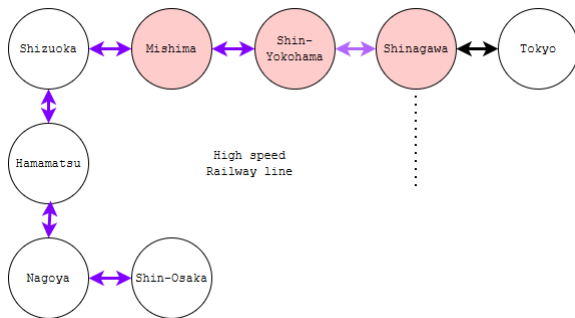 Shizuoka
Mishima
Shin-
Yokohama
Shinagawa
Tokyo
Hamamatsu
High speed
Railway line
Nagoya
Shin-Osaka